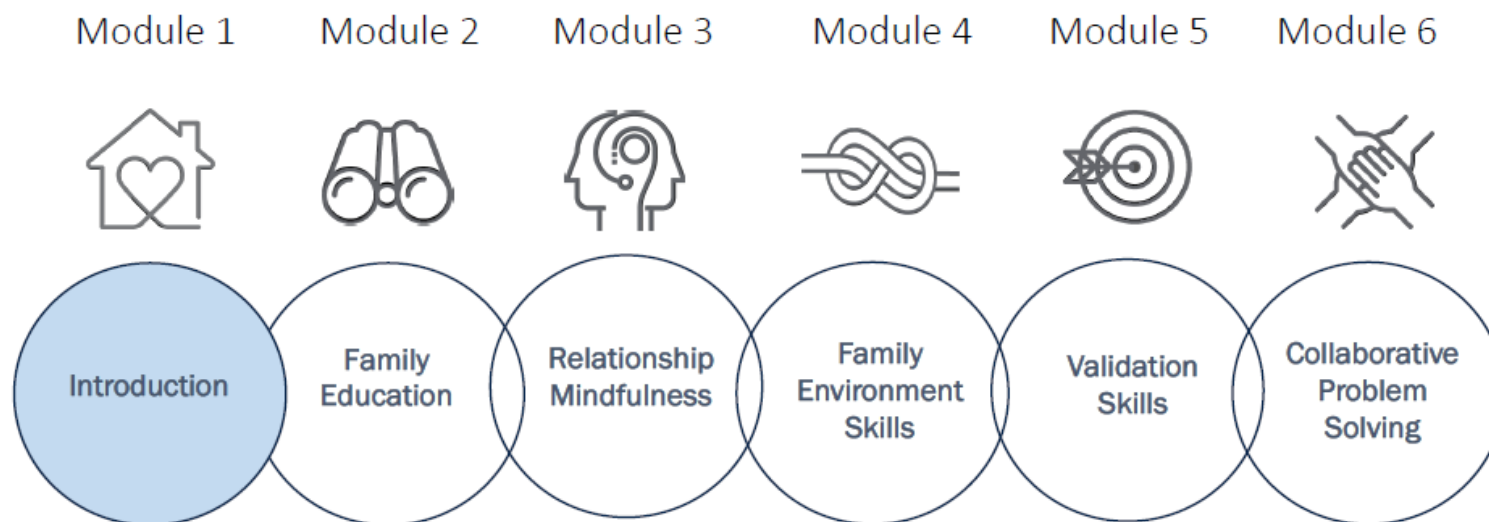 Module 1
Module 2
Module 3
Module 4
Module 5
Module 6
Introduction
Family
Education
Relationship
Mindfulness
Family
Environment
Skills
Validation
Skills
Collaborative
Problem
Solving